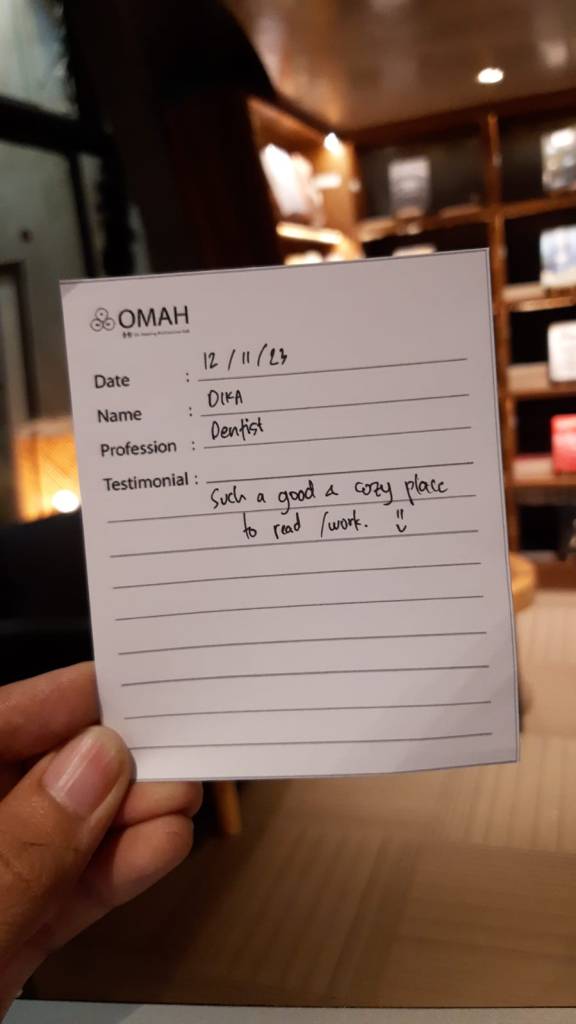 OMAH
Date : 12/11/23
Name : DIKA
Profession : Dentist
Testimonial :
Such a good & cozy place
to read /work.